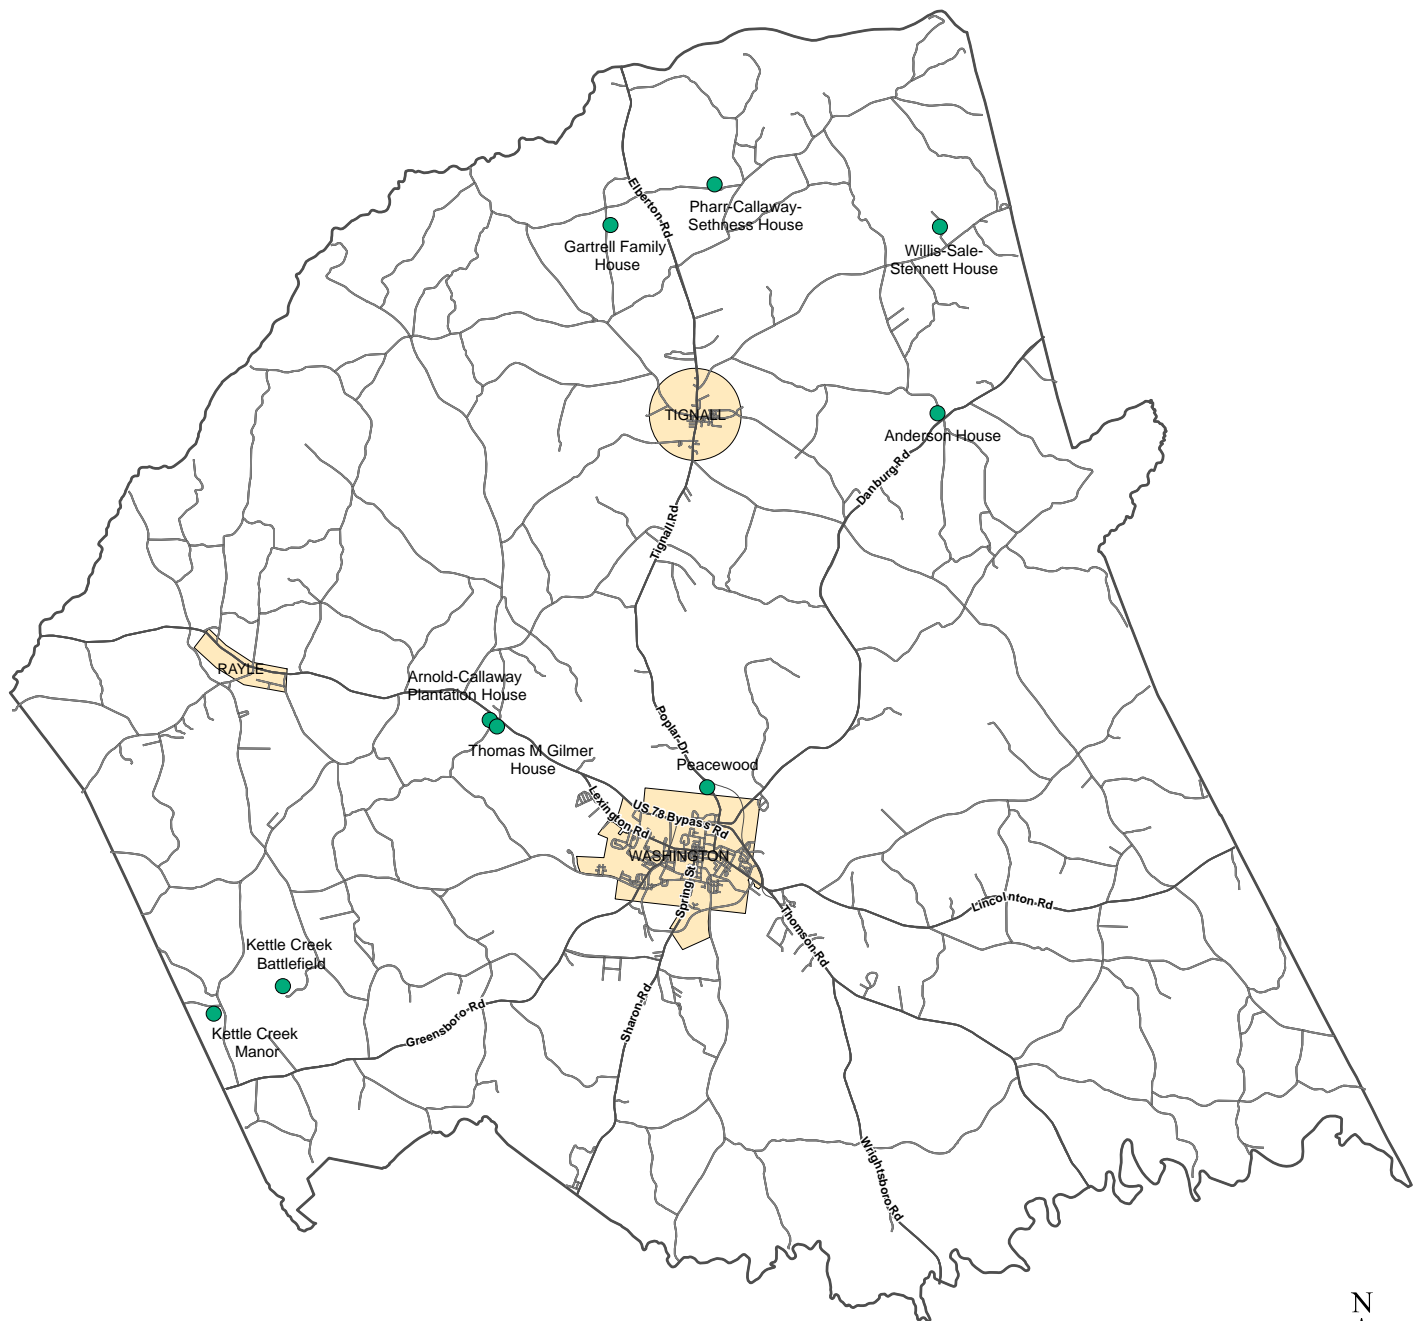 Elberton Rd
Pharr-Callaway-
Sethness House
Gartrell Family
House
Willis-Sale-
Stennett House
TIGNALL
Anderson House
Danburg Rd
Tignall Rd
RAYLE
Arnold-Callaway
Plantation House
Thomas M Gilmer
House
Poplar Dr
Peacewood
Lexington Rd
US 78 Bypass Rd
WASHINGTON
Spring St
Lincolnton Rd
Thomson Rd
Kettle Creek
Battlefield
Kettle Creek
Manor
Greensboro Rd
Sharon Rd
Wrightsboro Rd
N